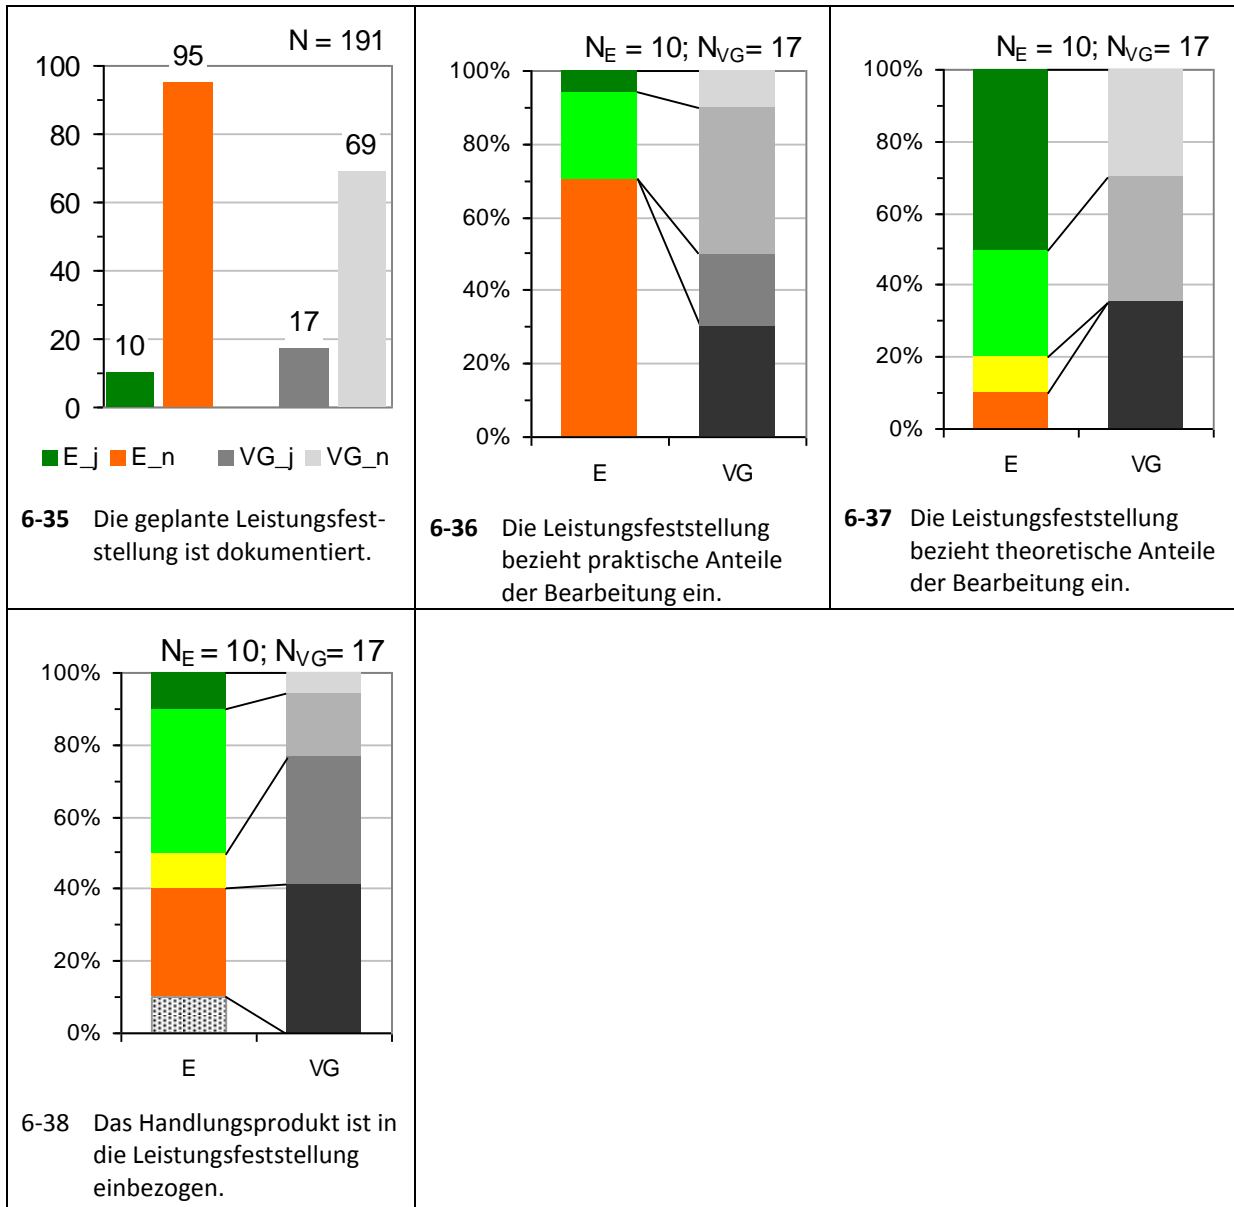 N = 191
100
80
60
40
20
0
10
95
17
69
E_j E_n VG_j VG_n
6-35 Die geplante Leistungsfest-
stellung ist dokumentiert.
N_E = 10; N_VG= 17
100%
80%
60%
40%
20%
0%
E VG
6-36 Die Leistungsfeststellung
bezieht praktische Anteile
der Bearbeitung ein.
N_E = 10; N_VG= 17
100%
80%
60%
40%
20%
0%
E VG
6-37 Die Leistungsfeststellung
bezieht theoretische Anteile
der Bearbeitung ein.
N_E = 10; N_VG= 17
100%
80%
60%
40%
20%
0%
E VG
6-38 Das Handlungsprodukt ist in
die Leistungsfeststellung
einbezogen.